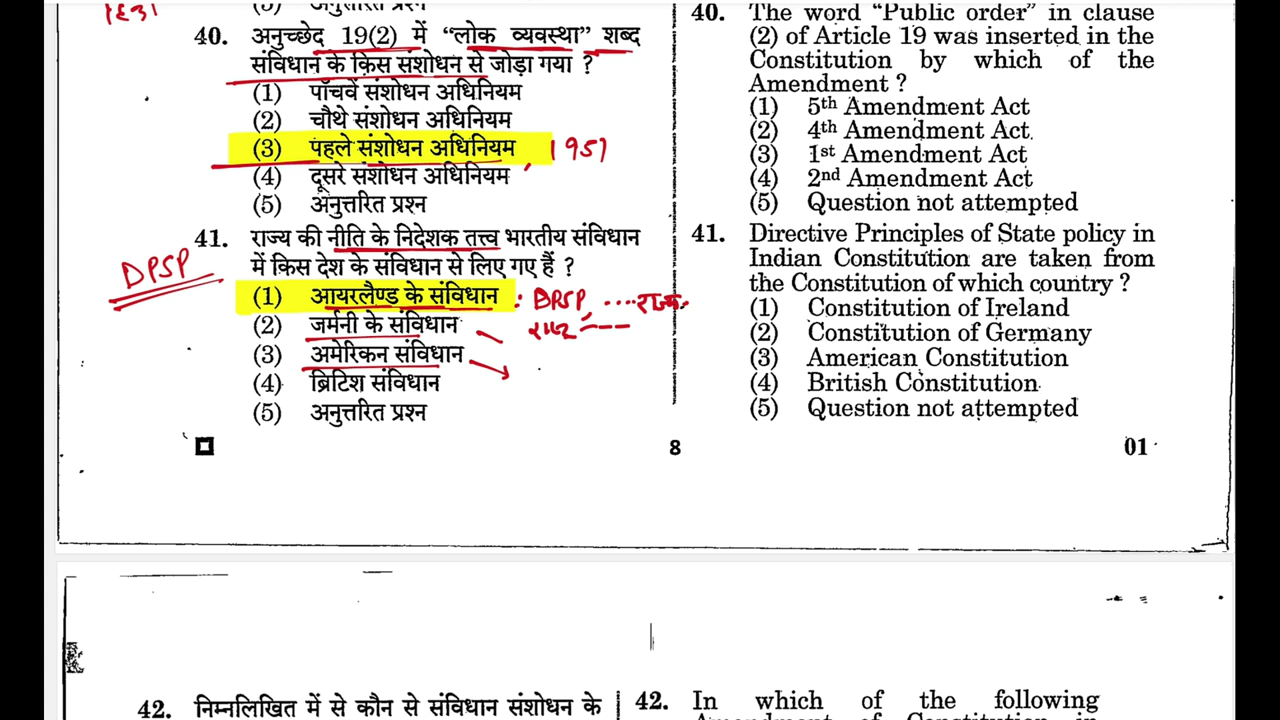 40. अनुच्छेद 19(2) में “लोक व्यवस्था” शब्द
संविधान के किस संशोधन से जोड़ा गया ?
(1) पाँचवें संशोधन अधिनियम
(2) चौथे संशोधन अधिनियम
(3) पहले संशोधन अधिनियम 1951
(4) दूसरे संशोधन अधिनियम
(5) अनुत्तरित प्रश्न
41. राज्य की नीति के निदेशक तत्त्व भारतीय संविधान
में किस देश के संविधान से लिए गए हैं ?
DPSP
(1) आयरलैण्ड के संविधान : DPSP
(2) जर्मनी के संविधान
(3) अमेरिकन संविधान
(4) ब्रिटिश संविधान
(5) अनुत्तरित प्रश्न
40. The word “Public order” in clause
(2) of Article 19 was inserted in the
Constitution by which of the
Amendment ?
(1) 5th Amendment Act
(2) 4th Amendment Act
(3) 1st Amendment Act
(4) 2nd Amendment Act
(5) Question not attempted
41. Directive Principles of State policy in
Indian Constitution are taken from
the Constitution of which country ?
(1) Constitution of Ireland
(2) Constitution of Germany
(3) American Constitution
(4) British Constitution
(5) Question not attempted
8
01
42. निम्नलिखित में से कौन से संविधान संशोधन के
42. In which of the following